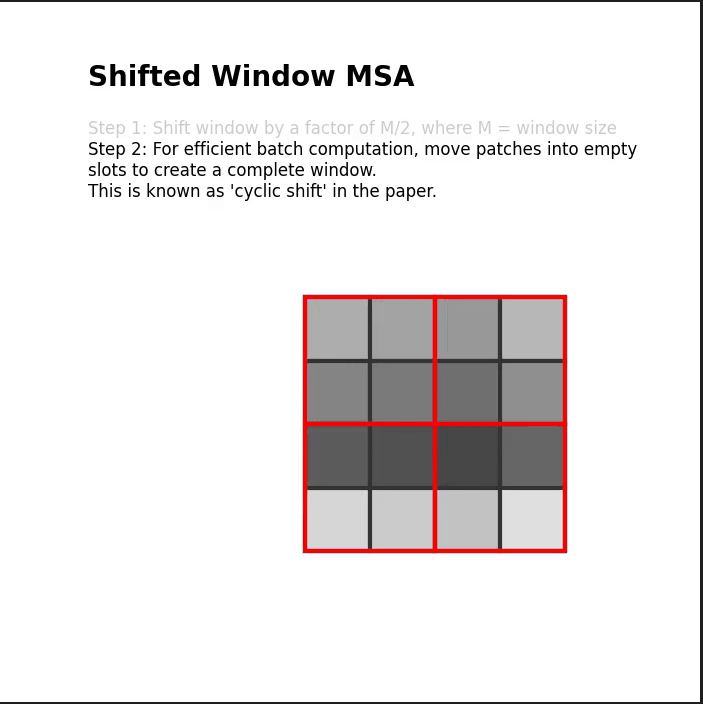 Shifted Window MSA
Step 1: Shift window by a factor of M/2, where M = window size
Step 2: For efficient batch computation, move patches into empty
slots to create a complete window.
This is known as 'cyclic shift' in the paper.